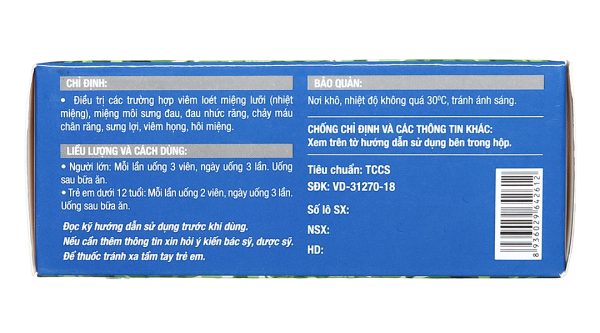 CHỈ ĐỊNH:
• Điều trị các trường hợp viêm loét miệng lưỡi (nhiệt
miệng), miệng môi sưng đau, đau nhức răng, chảy máu
chân răng, sưng lợi, viêm họng, hôi miệng.
LIỀU LƯỢNG VÀ CÁCH DÙNG:
• Người lớn: Mỗi lần uống 3 viên, ngày uống 3 lần. Uống
sau bữa ăn.
• Trẻ em dưới 12 tuổi: Mỗi lần uống 2 viên, ngày uống 3 lần.
Uống sau bữa ăn.
Đọc kỹ hướng dẫn sử dụng trước khi dùng.
Nếu cần thêm thông tin xin hỏi ý kiến bác sỹ, dược sỹ.
Để thuốc tránh xa tầm tay trẻ em.
BẢO QUẢN:
Nơi khô, nhiệt độ không quá 30ºC, tránh ánh sáng.
CHỐNG CHỈ ĐỊNH VÀ CÁC THÔNG TIN KHÁC:
Xem trên tờ hướng dẫn sử dụng bên trong hộp.
Tiêu chuẩn: TCCS
SĐK: VD-31270-18
Số lô SX:
NSX:
HD:
8 936029 642612